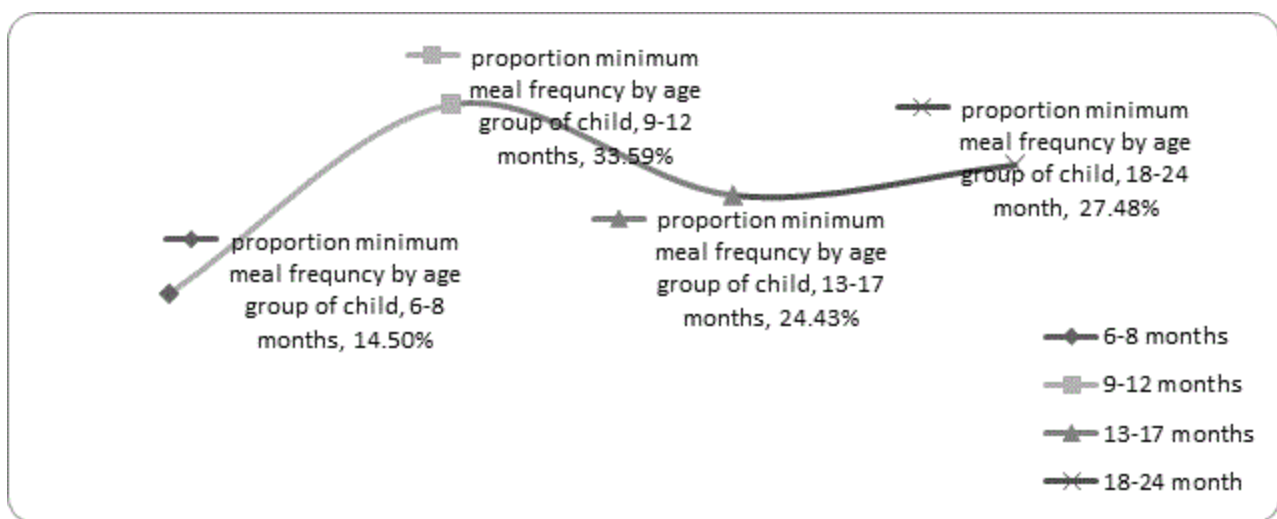 proportion minimum
meal frequncy by age
group of child, 9-12
months, 33.59%
proportion minimum
meal frequncy by age
group of child, 18-24
month, 27.48%
proportion minimum
meal frequncy by age
group of child, 13-17
months, 24.43%
proportion minimum
meal frequncy by age
group of child, 6-8
months, 14.50%
6-8 months
9-12 months
13-17 months
18-24 month